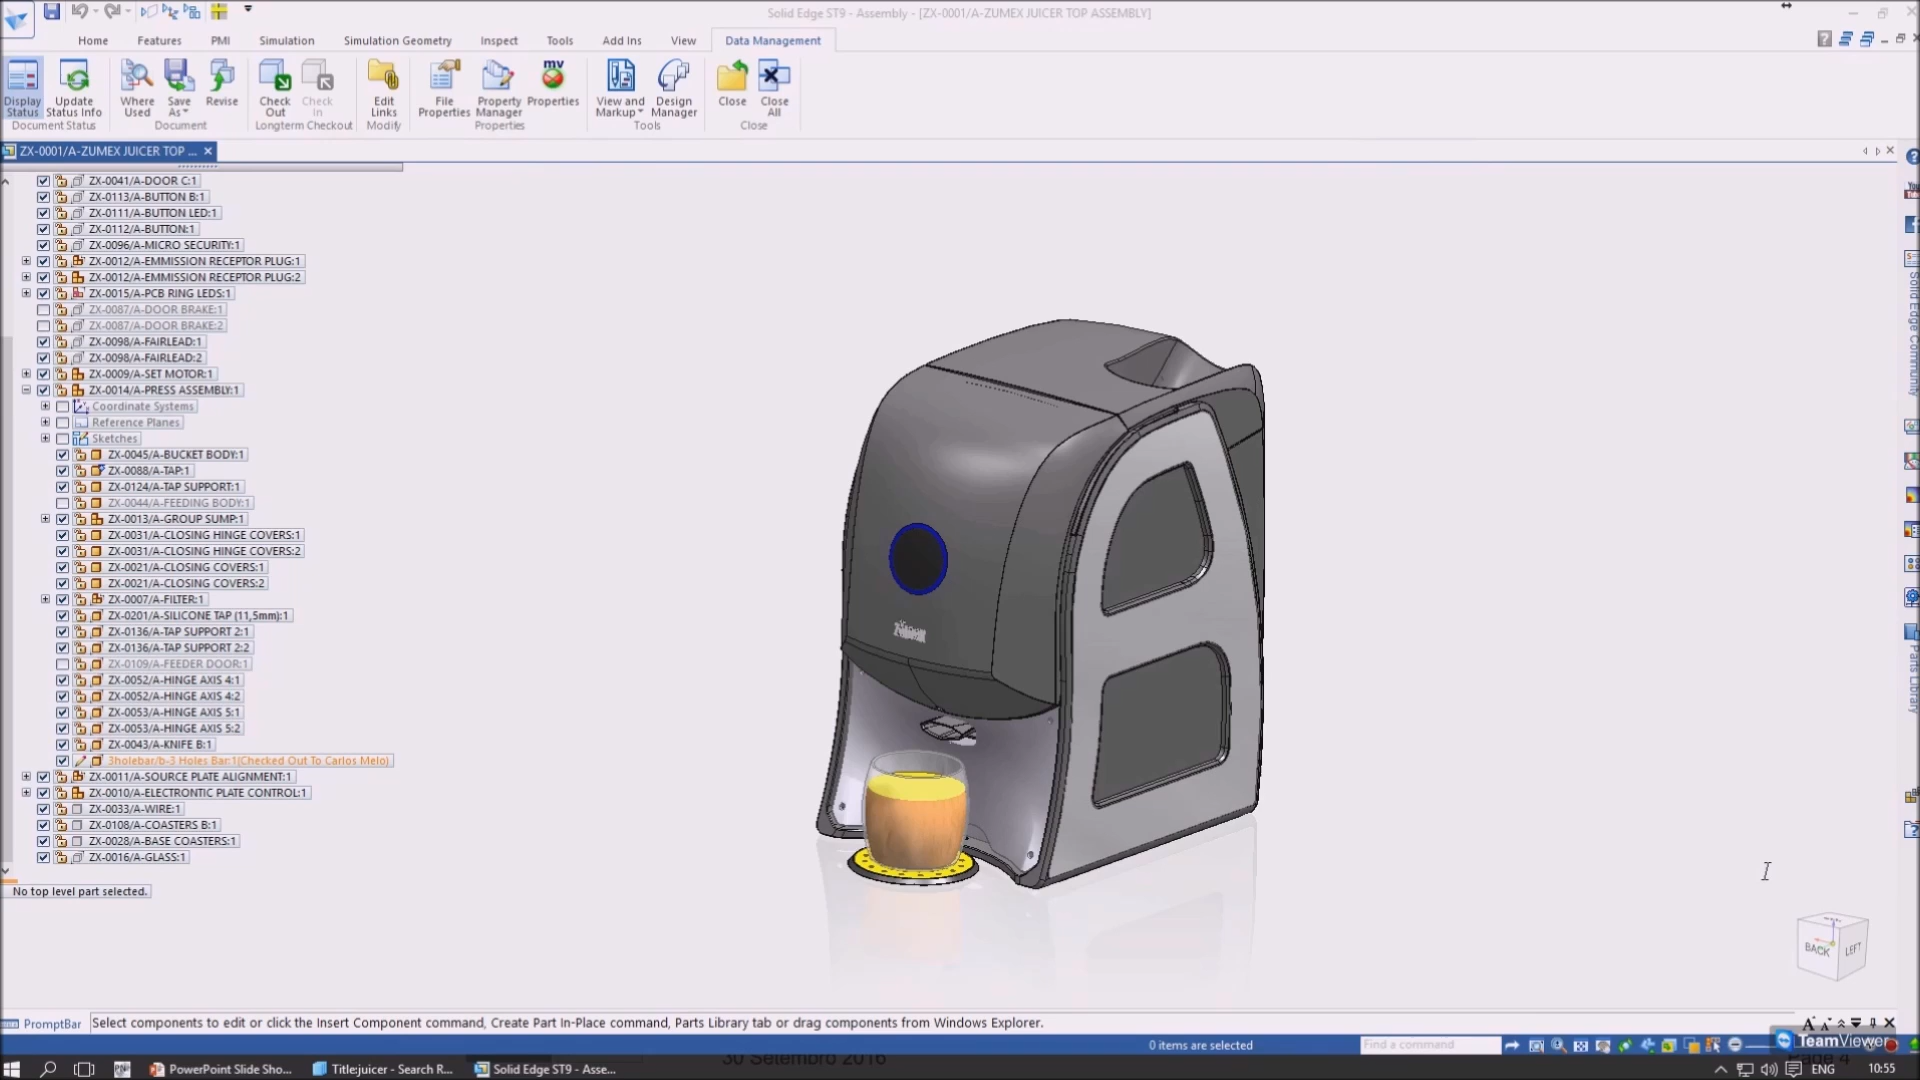 Solid Edge ST9 - Assembly - [ZX-0001/A-ZUMEX JUICER TOP ASSEMBLY]
Home Features PMI Simulation Simulation Geometry Inspect Tools Add Ins View Data Management
Display Status
Update Status Info
Where Used
Save As
Revise
Check Out
Check In
Edit Links
File Properties
Property Manager
mv
Properties
View and Markup
Design Manager
Close
Close All
Document Status Document Longterm Checkout Modify Properties Tools Close
ZX-0001/A-ZUMEX JUICER TOP ...
ZX-0041/A-DOOR C:1
ZX-0113/A-BUTTON B:1
ZX-0111/A-BUTTON LED:1
ZX-0112/A-BUTTON:1
ZX-0096/A-MICRO SECURITY:1
ZX-0012/A-EMMISSION RECEPTOR PLUG:1
ZX-0012/A-EMMISSION RECEPTOR PLUG:2
ZX-0015/A-PCB RING LEDS:1
ZX-0087/A-DOOR BRAKE:1
ZX-0087/A-DOOR BRAKE:2
ZX-0098/A-FAIRLEAD:1
ZX-0098/A-FAIRLEAD:2
ZX-0009/A-SET MOTOR:1
ZX-0014/A-PRESS ASSEMBLY:1
Coordinate Systems
Reference Planes
Sketches
ZX-0045/A-BUCKET BODY:1
ZX-0088/A-TAP:1
ZX-0124/A-TAP SUPPORT:1
ZX-0044/A-FEEDING BODY:1
ZX-0013/A-GROUP SUMP:1
ZX-0031/A-CLOSING HINGE COVERS:1
ZX-0031/A-CLOSING HINGE COVERS:2
ZX-0021/A-CLOSING COVERS:1
ZX-0021/A-CLOSING COVERS:2
ZX-0007/A-FILTER:1
ZX-0201/A-SILICONE TAP (11,5mm):1
ZX-0136/A-TAP SUPPORT 2:1
ZX-0136/A-TAP SUPPORT 2:2
ZX-0109/A-FEEDER DOOR:1
ZX-0052/A-HINGE AXIS 4:1
ZX-0052/A-HINGE AXIS 4:2
ZX-0053/A-HINGE AXIS 5:1
ZX-0053/A-HINGE AXIS 5:2
ZX-0043/A-KNIFE B:1
3holebar/b-3 Holes Bar:1(Checked Out To Carlos Melo)
ZX-0011/A-SOURCE PLATE ALIGNMENT:1
ZX-0010/A-ELECTRONTIC PLATE CONTROL:1
ZX-0033/A-WIRE:1
ZX-0108/A-COASTERS B:1
ZX-0028/A-BASE COASTERS:1
ZX-0016/A-GLASS:1
No top level part selected.
Solid Edge Community
Parts Library
BACK LEFT
PromptBar Select components to edit or click the Insert Component command, Create Part In-Place command, Parts Library tab or drag components from Windows Explorer.
0 items are selected Find a command
TeamViewer
30 Setembro 2016 Page 4
PowerPoint Slide Sho... Title:juicer - Search R... Solid Edge ST9 - Asse... ENG 10:55